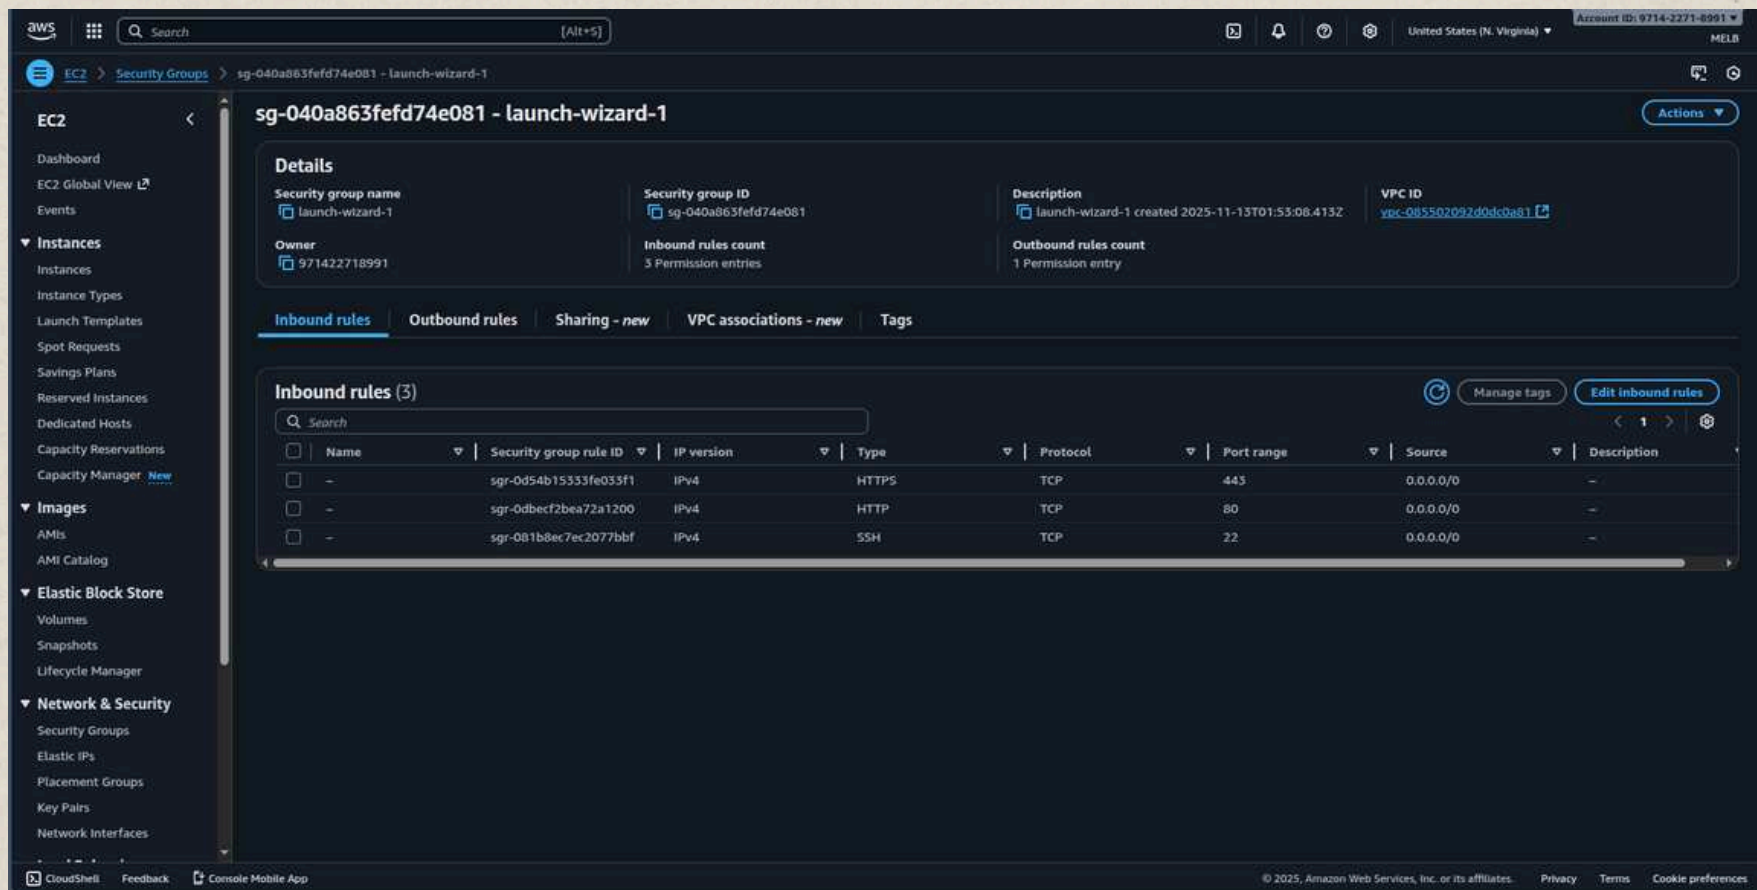 aws
Search [Alt+S]
United States (N. Virginia)
Account ID: 9714-2271-8991
MELB
EC2 > Security Groups > sg-040a863fefd74e081 - launch-wizard-1
EC2
Dashboard
EC2 Global View
Events
Instances
Instances
Instance Types
Launch Templates
Spot Requests
Savings Plans
Reserved Instances
Dedicated Hosts
Capacity Reservations
Capacity Manager New
Images
AMIs
AMI Catalog
Elastic Block Store
Volumes
Snapshots
Lifecycle Manager
Network & Security
Security Groups
Elastic IPs
Placement Groups
Key Pairs
Network Interfaces
sg-040a863fefd74e081 - launch-wizard-1
Actions
Details
Security group name
launch-wizard-1
Security group ID
sg-040a863fefd74e081
Description
launch-wizard-1 created 2025-11-13T01:53:08.413Z
VPC ID
vpc-085502092d0dc0a81
Owner
971422718991
Inbound rules count
3 Permission entries
Outbound rules count
1 Permission entry
Inbound rules Outbound rules Sharing - new VPC associations - new Tags
Inbound rules (3)
Manage tags Edit inbound rules
Search
1
Name Security group rule ID IP version Type Protocol Port range Source Description
– sgr-0d54b15333fe033f1 IPv4 HTTPS TCP 443 0.0.0.0/0 –
– sgr-0dbecf2bea72a1200 IPv4 HTTP TCP 80 0.0.0.0/0 –
– sgr-081b8ec7ec2077bbf IPv4 SSH TCP 22 0.0.0.0/0 –
CloudShell Feedback Console Mobile App
© 2025, Amazon Web Services, Inc. or its affiliates. Privacy Terms Cookie preferences